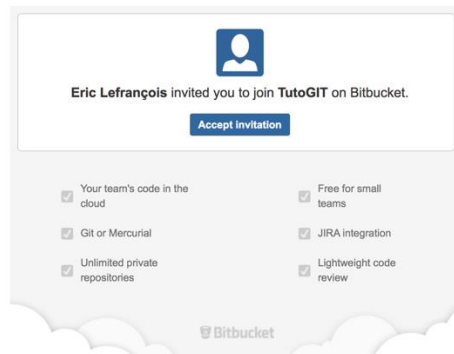 Eric Lefrançois invited you to join TutoGIT on Bitbucket.
Accept Invitation
Your team's code in the
cloud
Git or Mercurial
Unlimited private
repositories
Free for small
teams
JIRA integration
Lightweight code
review
Bitbucket